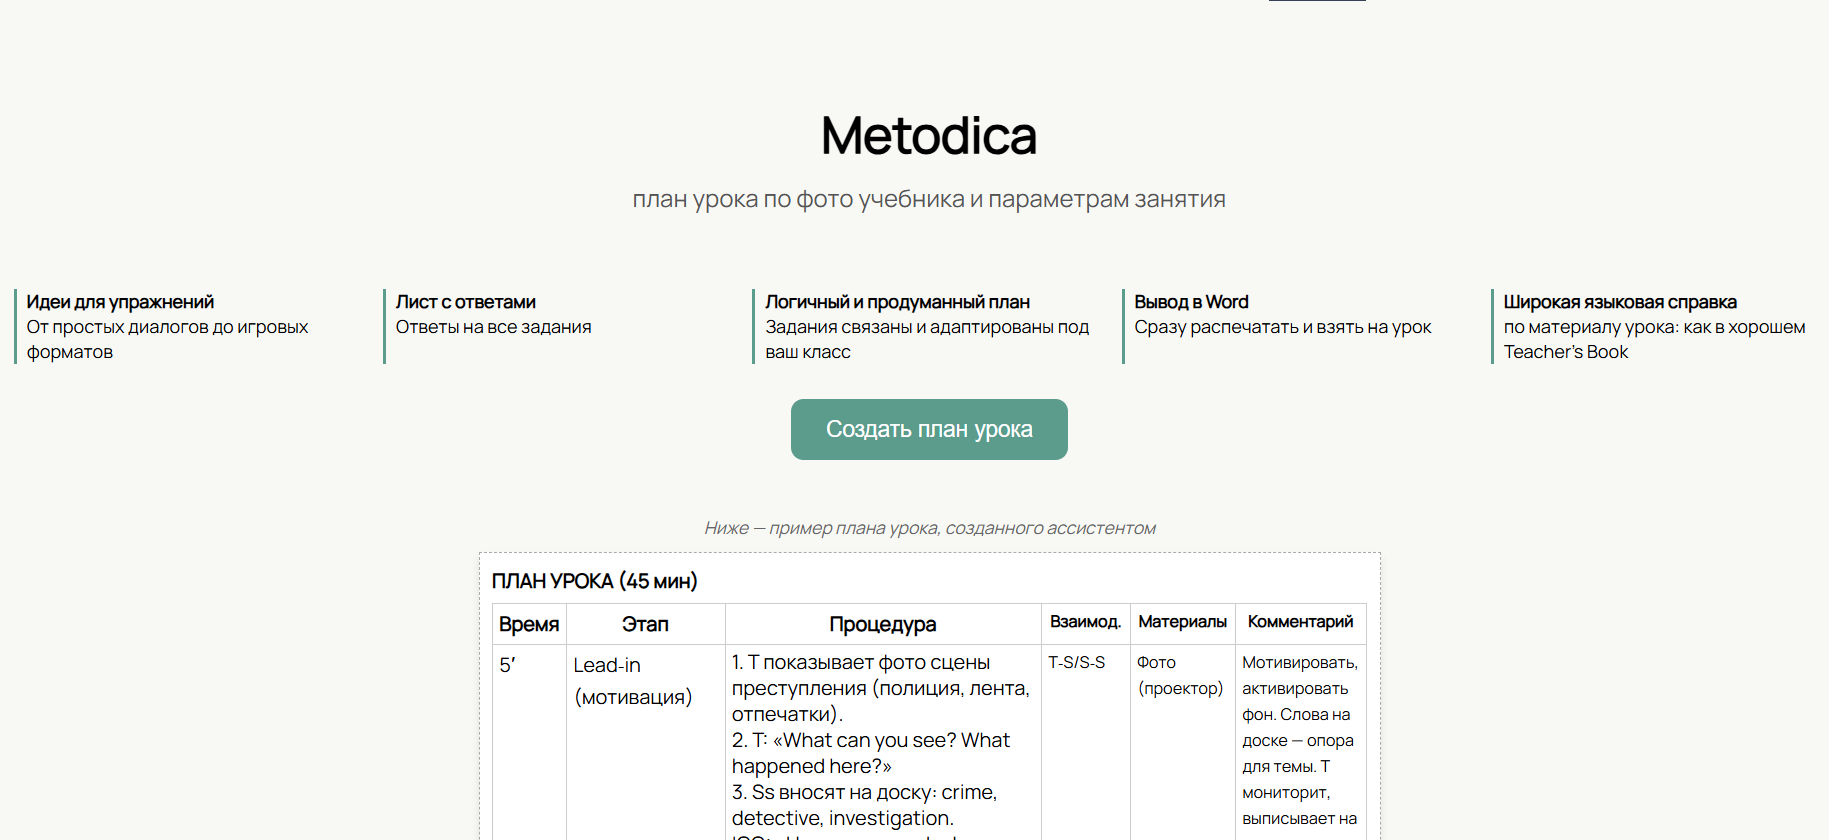 Metodica
план урока по фото учебника и параметрам занятия
Идеи для упражнений
От простых диалогов до игровых
форматов
Лист с ответами
Ответы на все задания
Логичный и продуманный план
Задания связаны и адаптированы под
ваш класс
Вывод в Word
Сразу распечатать и взять на урок
Широкая языковая справка
по материалу урока: как в хорошем
Teacher's Book
Создать план урока
Ниже — пример плана урока, созданного ассистентом
ПЛАН УРОКА (45 мин)
Время
Этап
Процедура
Взаимод.
Материалы
Комментарий
5′
Lead-in
(мотивация)
1. T показывает фото сцены
преступления (полиция, лента,
отпечатки).
2. T: «What can you see? What
happened here?»
3. Ss вносят на доску: crime,
detective, investigation.
T-S/S-S
Фото
(проектор)
Мотивировать,
активировать
фон. Слова на
доске — опора
для темы. T
мониторит,
выписывает на